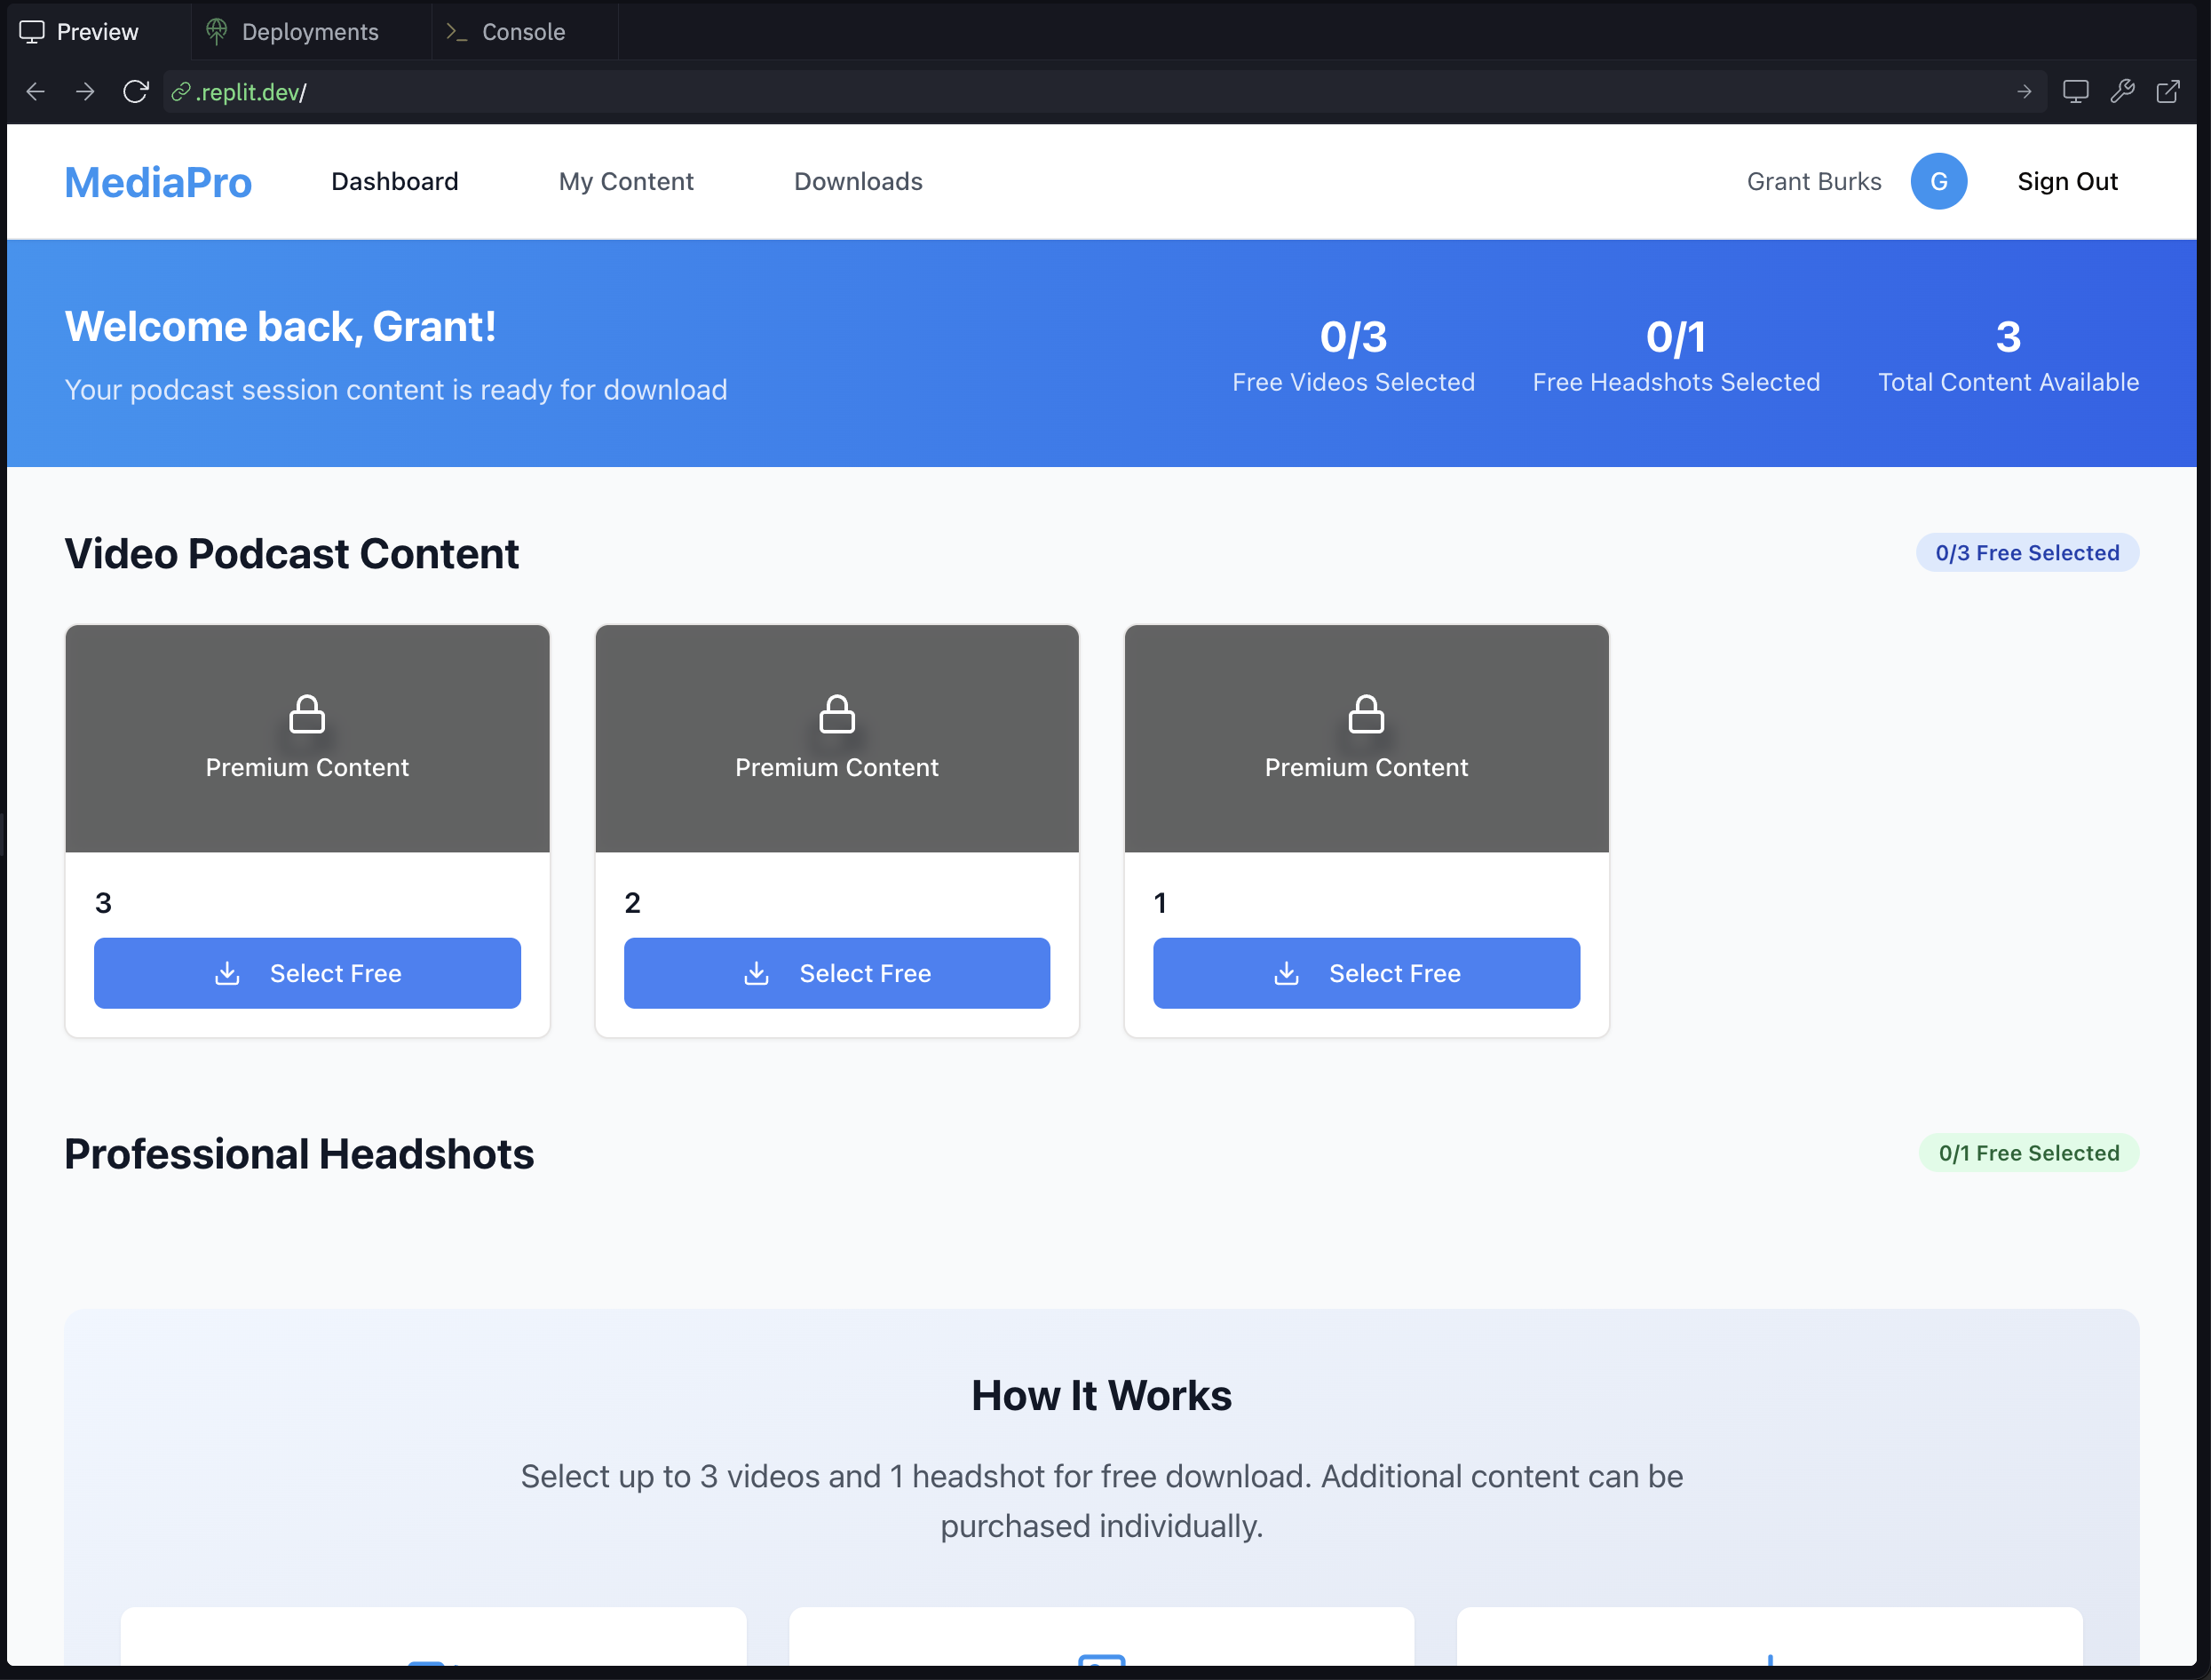 Preview
Deployments
Console
.replit.dev/
MediaPro
Dashboard
My Content
Downloads
Grant Burks
G
Sign Out
Welcome back, Grant!
Your podcast session content is ready for download
0/3
Free Videos Selected
0/1
Free Headshots Selected
3
Total Content Available
Video Podcast Content
0/3 Free Selected
Premium Content
3
Select Free
Premium Content
2
Select Free
Premium Content
1
Select Free
Professional Headshots
0/1 Free Selected
How It Works
Select up to 3 videos and 1 headshot for free download. Additional content can be
purchased individually.